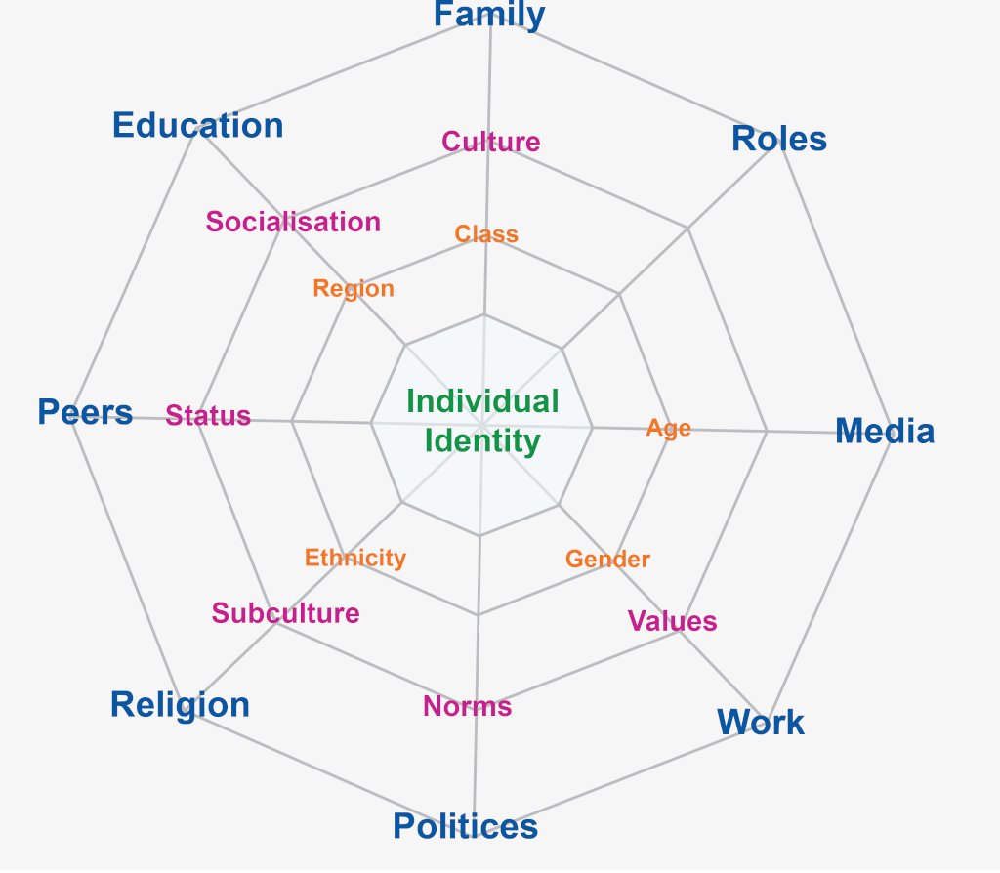 Family
Education
Roles
Culture
Socialisation
Class
Region
Individual
Identity
Peers
Status
Age
Media
Ethnicity
Gender
Subculture
Values
Religion
Norms
Work
Politices